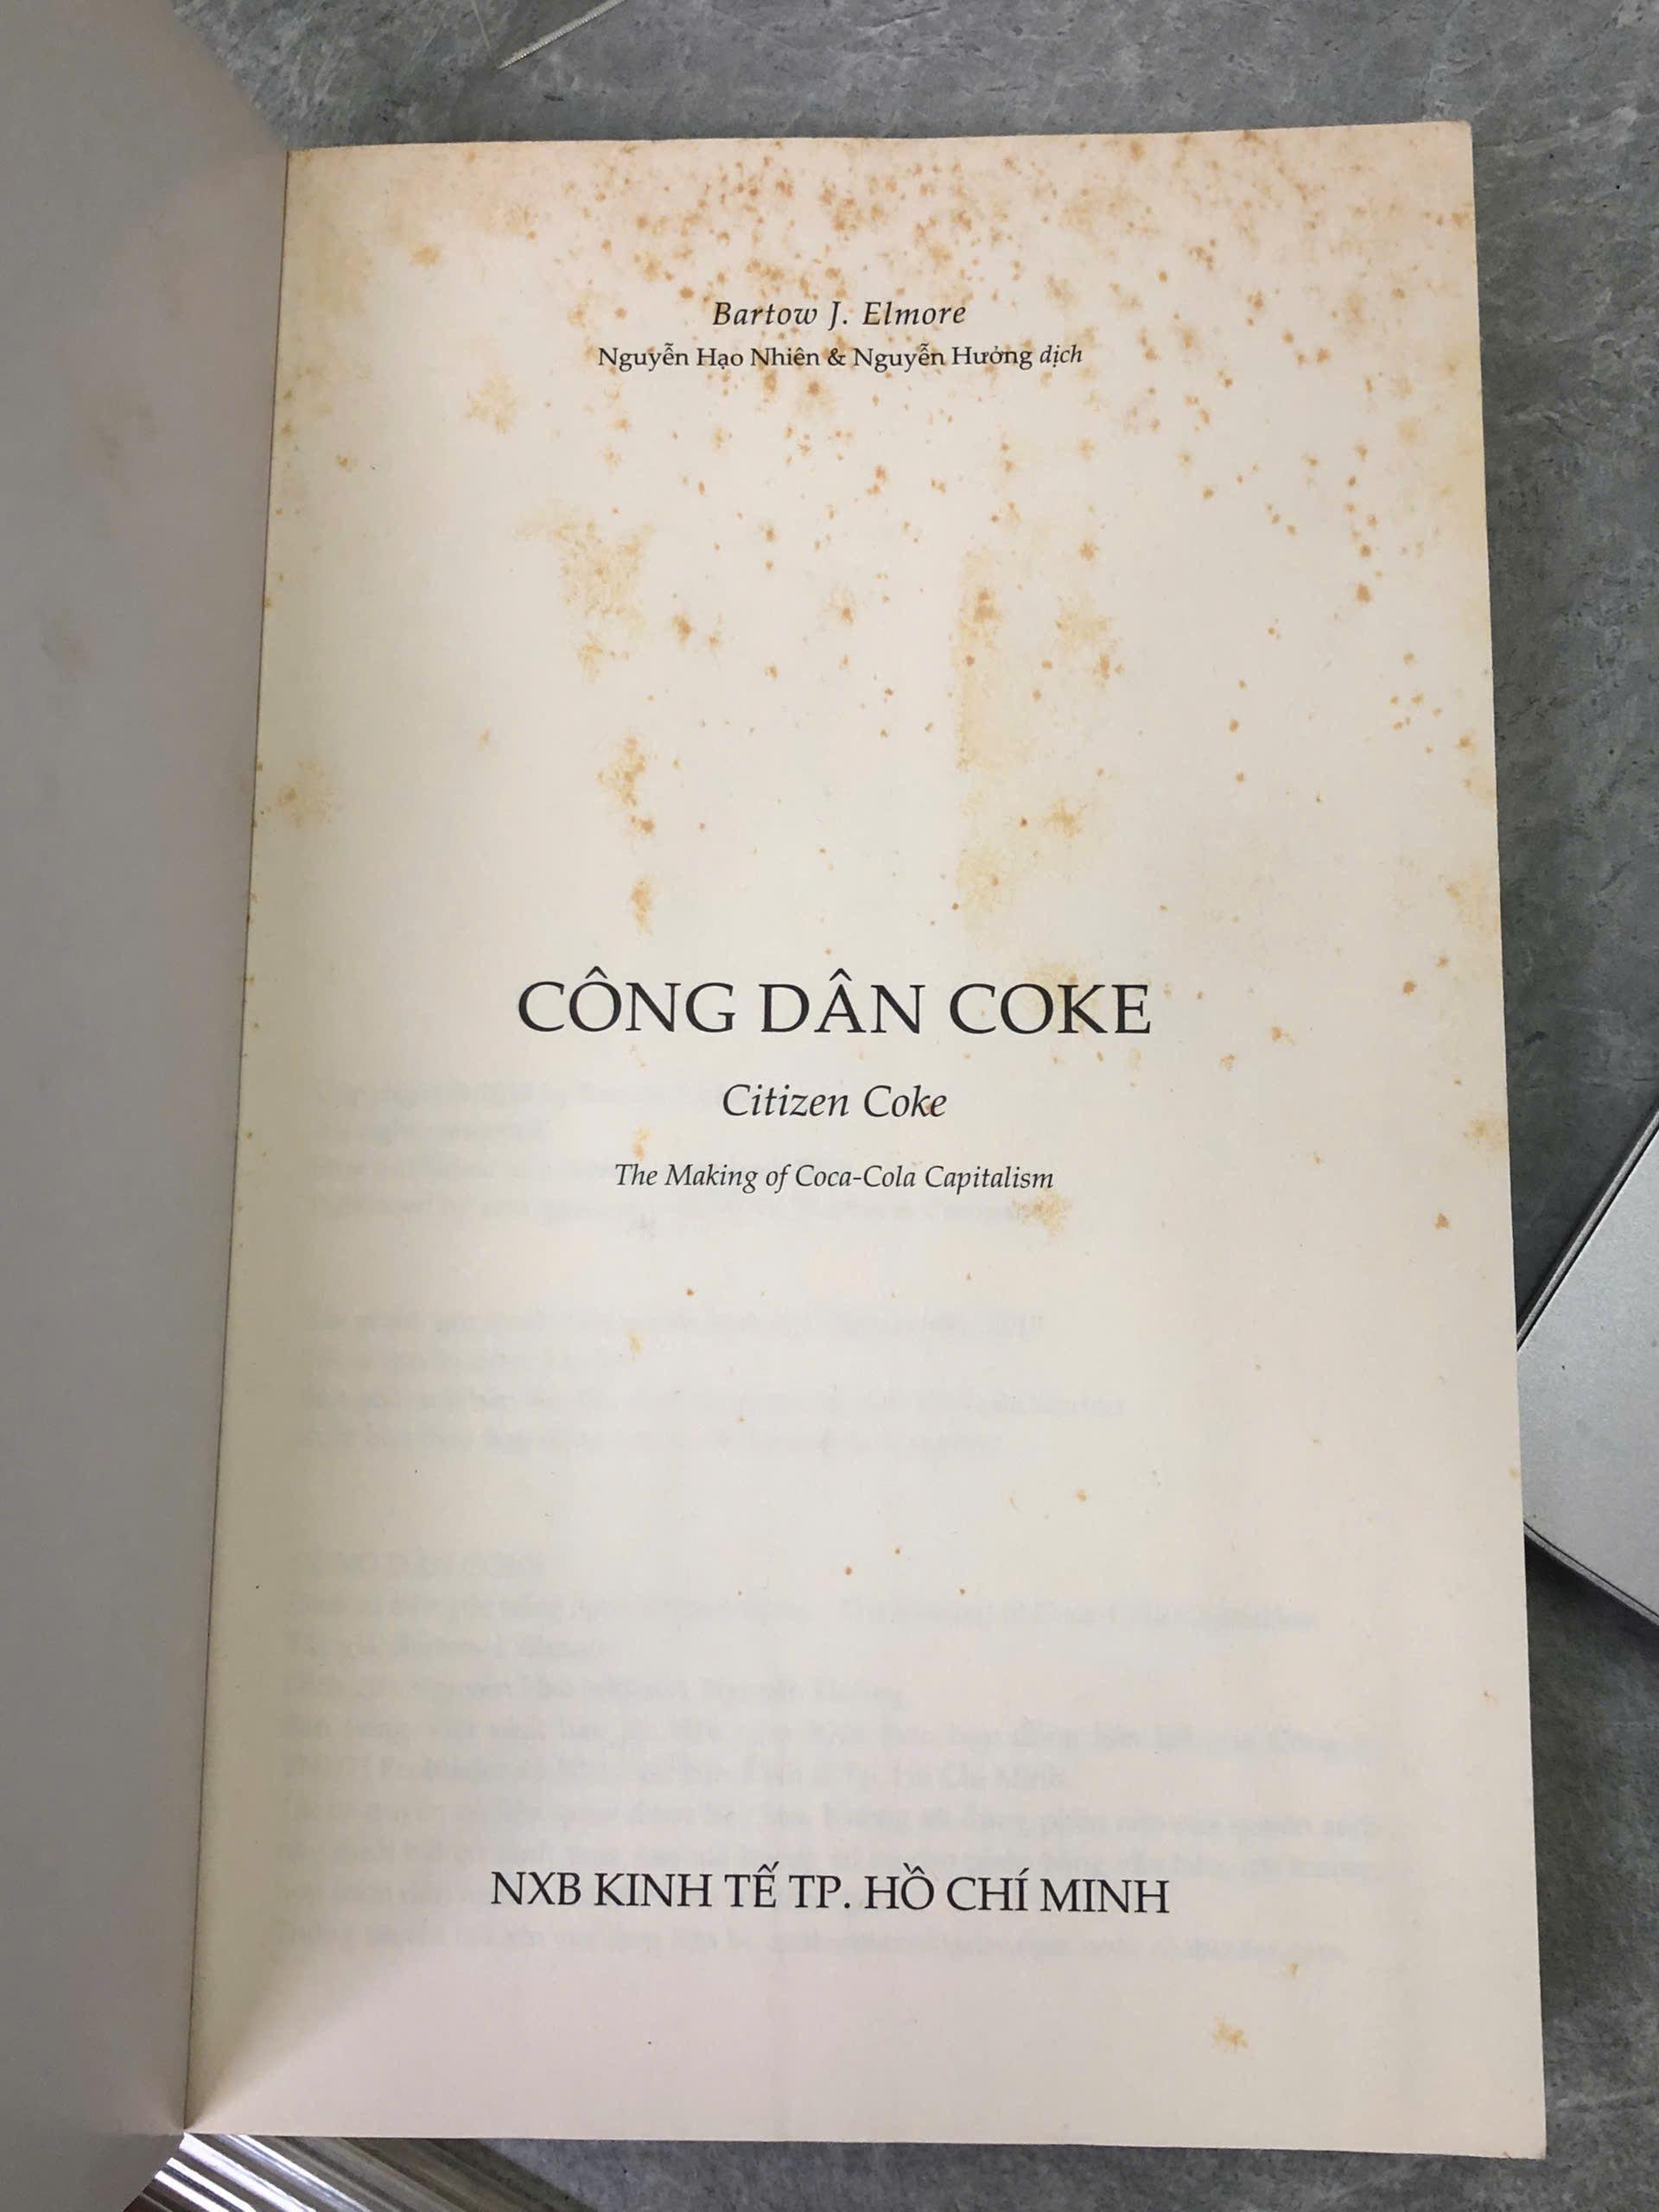 Bartow J. Elmore
Nguyễn Hạo Nhiên & Nguyễn Hưởng dịch
CÔNG DÂN COKE
Citizen Coke
The Making of Coca-Cola Capitalism
NXB KINH TẾ TP. HỒ CHÍ MINH